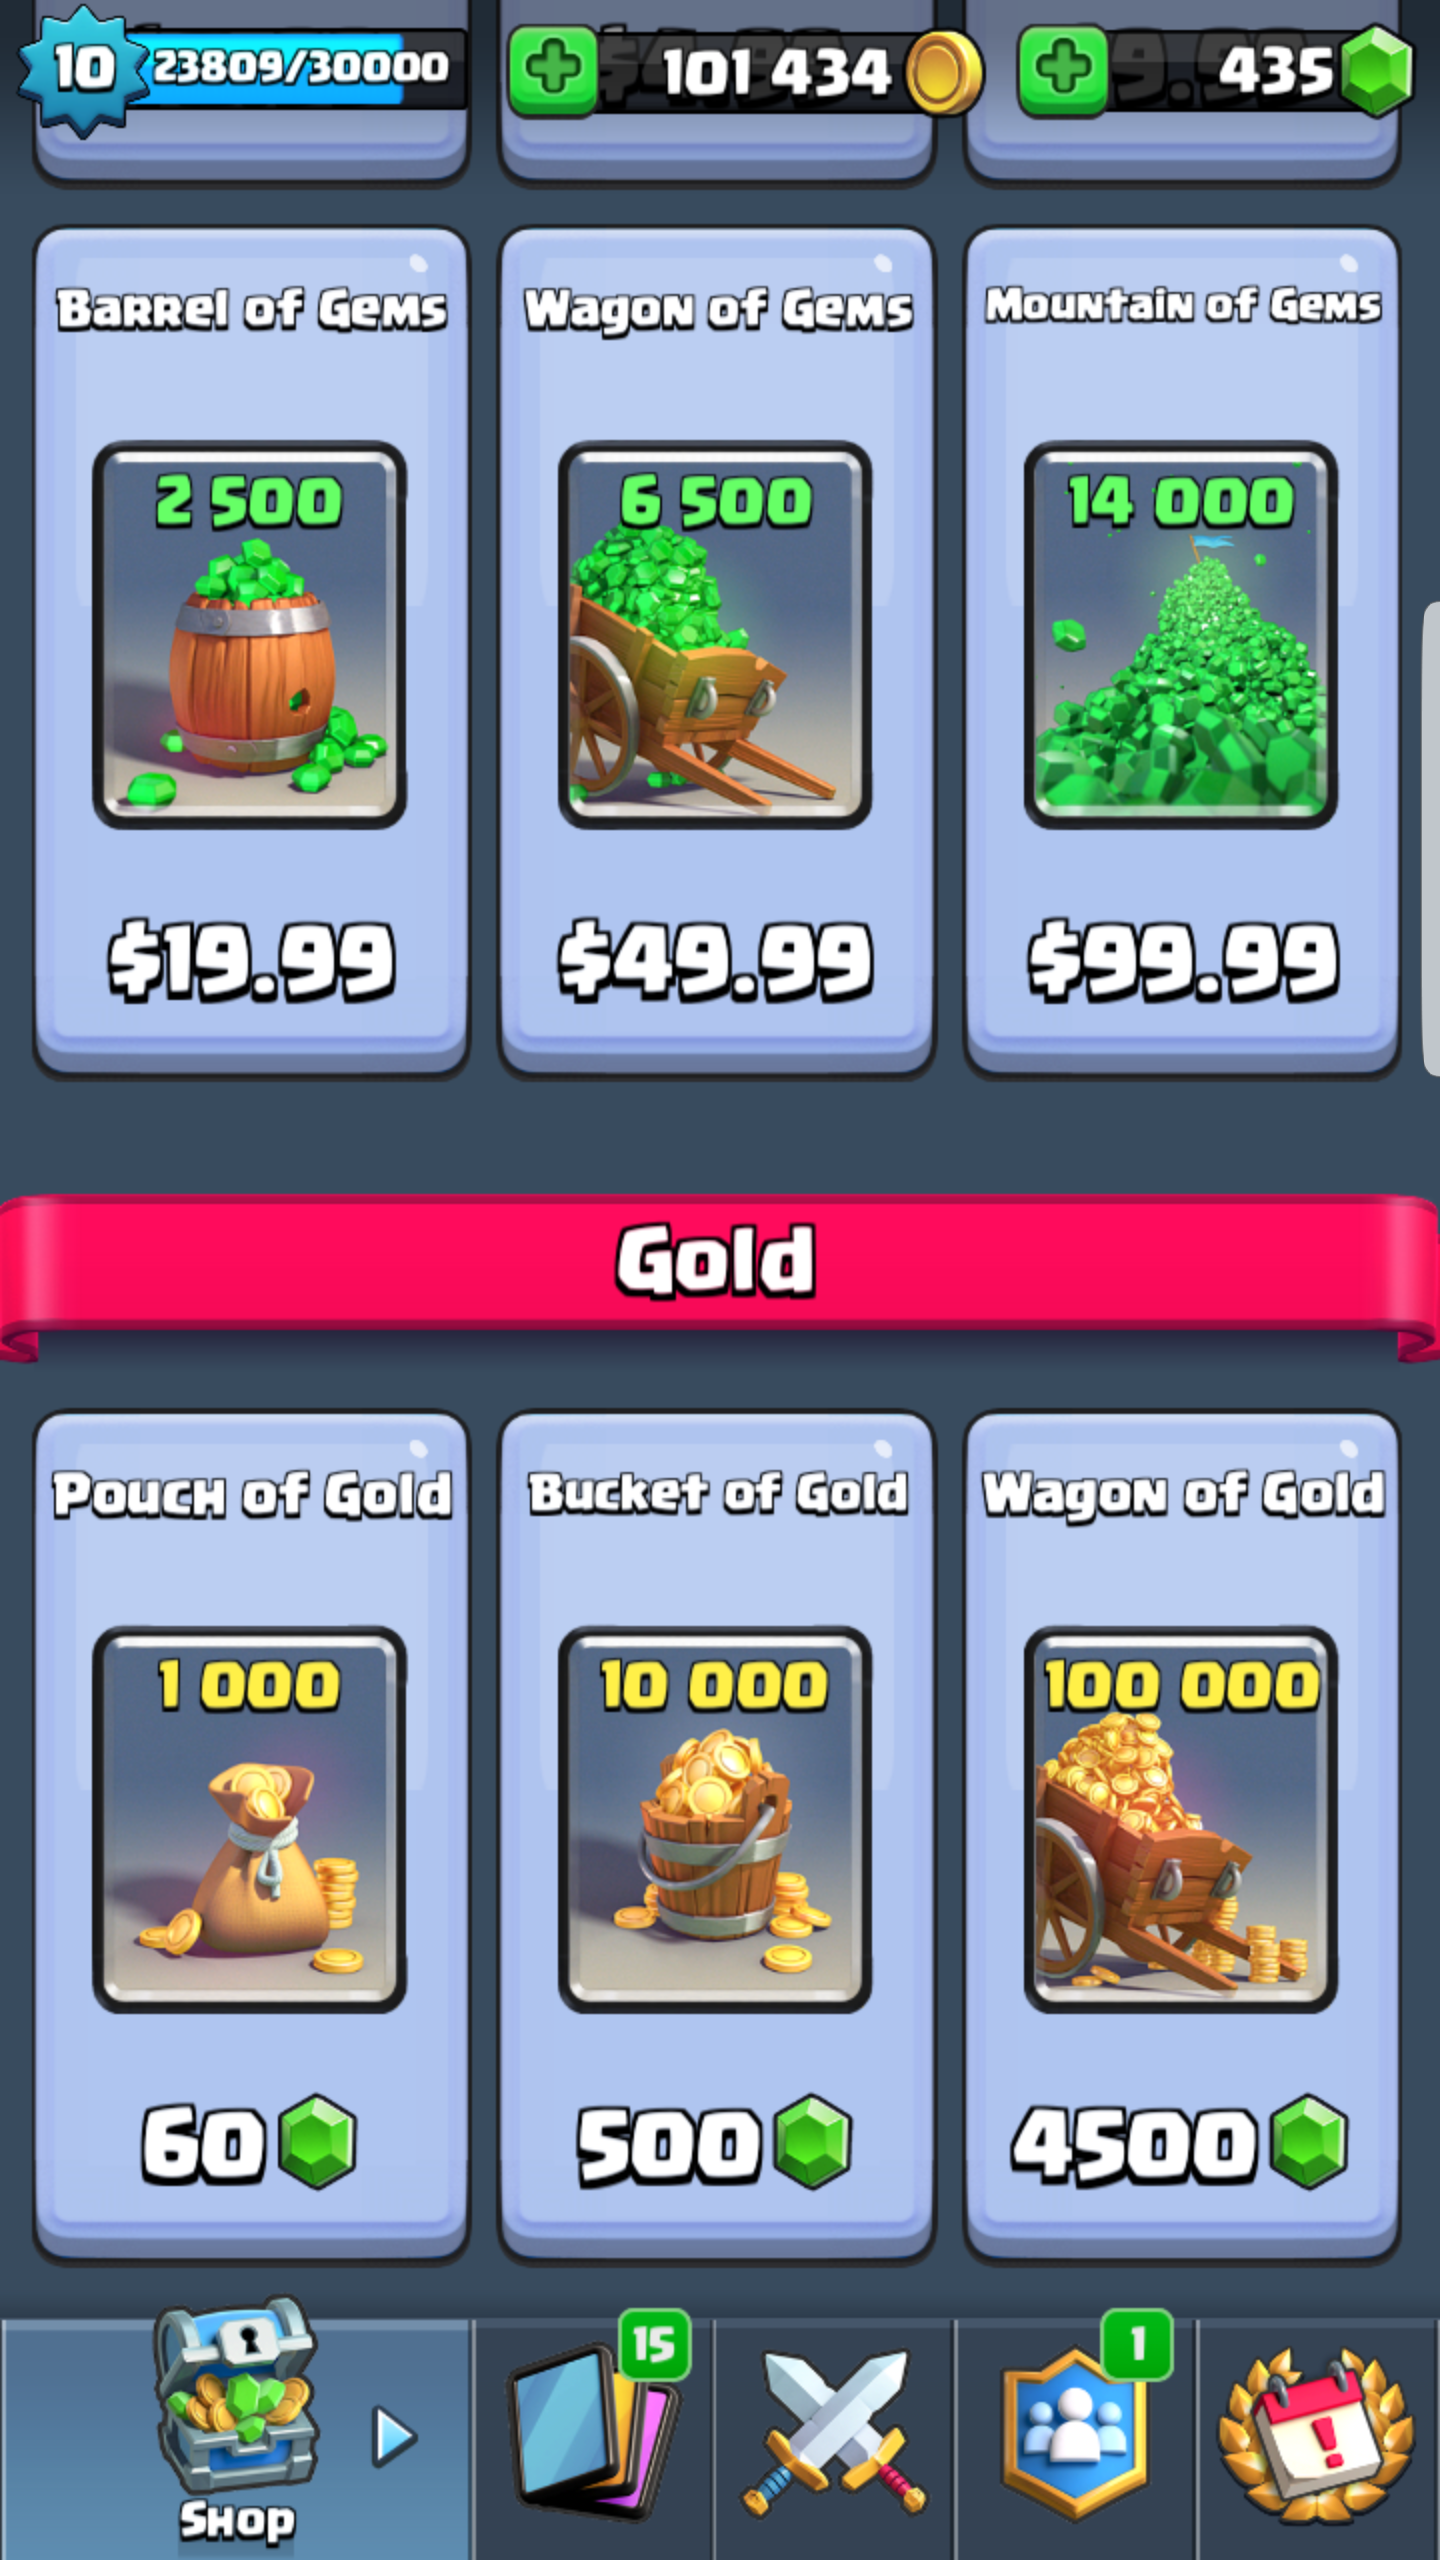 10 23809/30000 101 434 435
Barrel of Gems Wagon of Gems Mountain of Gems
2 500 6 500 14 000
$19.99 $49.99 $99.99
Gold
Pouch of Gold Bucket of Gold Wagon of Gold
1 000 10 000 100 000
60 500 4500
15 1
Shop